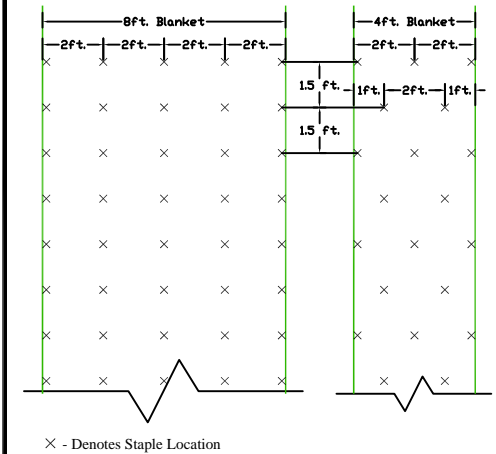 8ft. Blanket
4ft. Blanket
2ft. 2ft. 2ft. 2ft.
2ft. 2ft.
1.5 ft.
1ft. 2ft. 1ft.
1.5 ft.
× - Denotes Staple Location